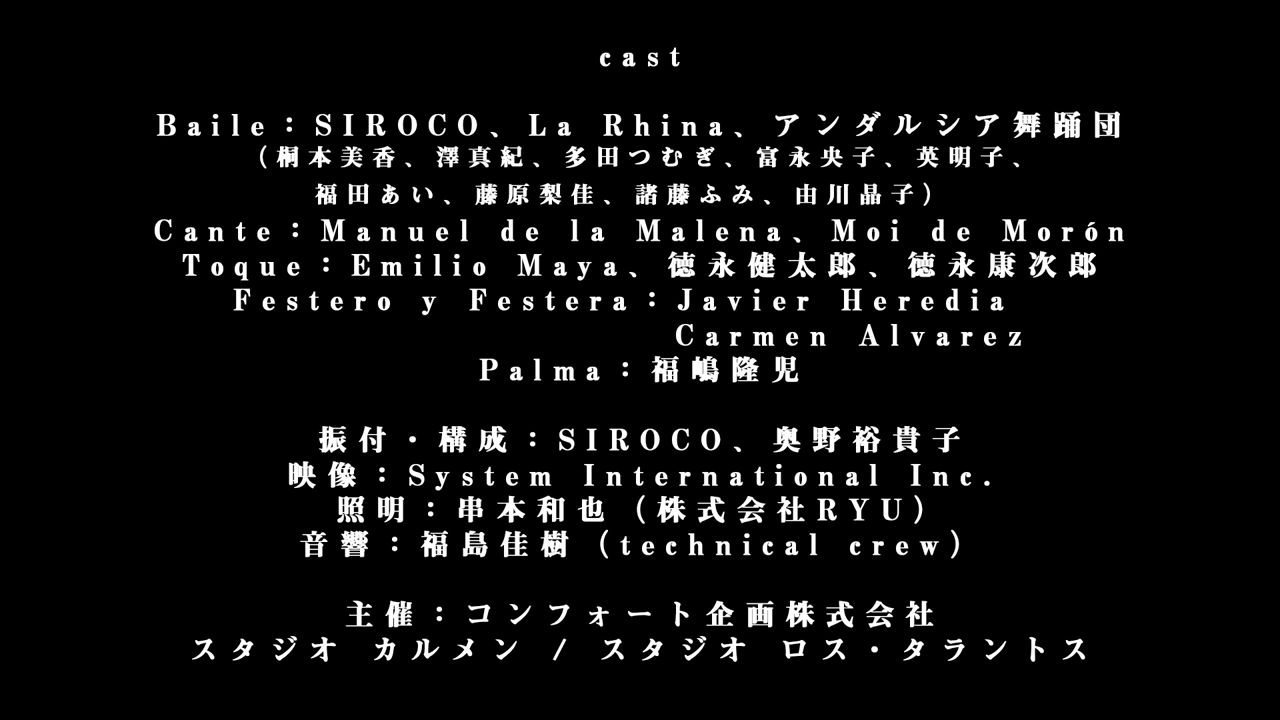 cast
Baile：SIROCO、La Rhina、アンダルシア舞踊団
（桐本美香、澤真紀、多田つむぎ、富永央子、英明子、
福田あい、藤原梨佳、諸藤ふみ、由川晶子）
Cante：Manuel de la Malena、Moi de Morón
Toque：Emilio Maya、徳永健太郎、徳永康次郎
Festero y Festera：Javier Heredia
Carmen Alvarez
Palma：福嶋隆児
振付・構成：SIROCO、奥野裕貴子
映像：System International Inc.
照明：串本和也（株式会社RYU）
音響：福島佳樹（technical crew）
主催：コンフォート企画株式会社
スタジオ カルメン / スタジオ ロス・タラントス